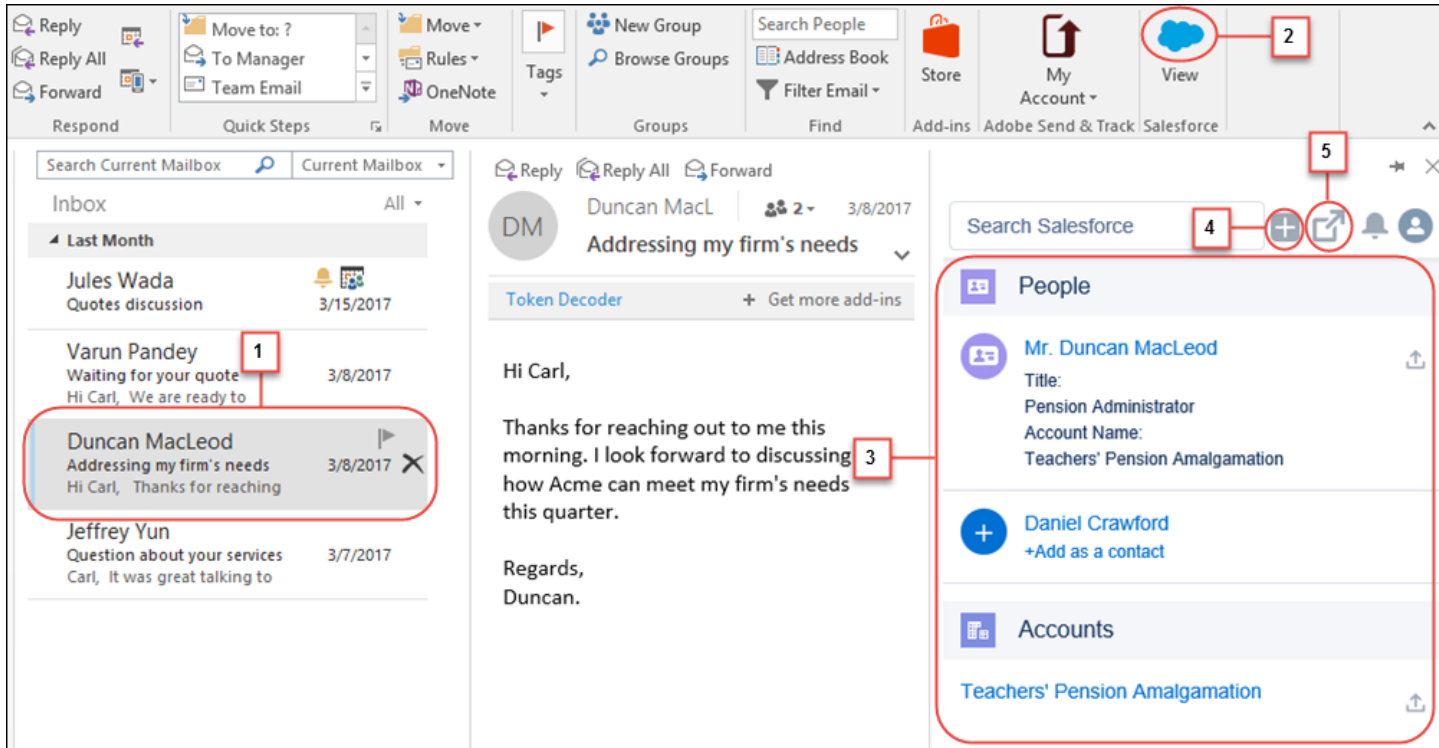 Reply
Reply All
Forward
Respond
Move to: ?
To Manager
Team Email
Quick Steps
Move
Rules
OneNote
Move
Tags
New Group
Browse Groups
Groups
Search People
Address Book
Filter Email
Find
Store
Add-ins
My
Account
Adobe Send & Track
View
Salesforce
2
Search Current Mailbox
Current Mailbox
Inbox
All
Last Month
Jules Wada
Quotes discussion 3/15/2017
Varun Pandey
1
Waiting for your quote 3/8/2017
Hi Carl, We are ready to
Duncan MacLeod
Addressing my firm's needs 3/8/2017
Hi Carl, Thanks for reaching
Jeffrey Yun
Question about your services 3/7/2017
Carl, It was great talking to
Reply Reply All Forward
DM
Duncan MacL 2 3/8/2017
Addressing my firm's needs
Token Decoder + Get more add-ins
Hi Carl,
Thanks for reaching out to me this
morning. I look forward to discussing
how Acme can meet my firm's needs
this quarter.
Regards,
Duncan.
3
5
Search Salesforce
4
People
Mr. Duncan MacLeod
Title:
Pension Administrator
Account Name:
Teachers' Pension Amalgamation
Daniel Crawford
+Add as a contact
Accounts
Teachers' Pension Amalgamation